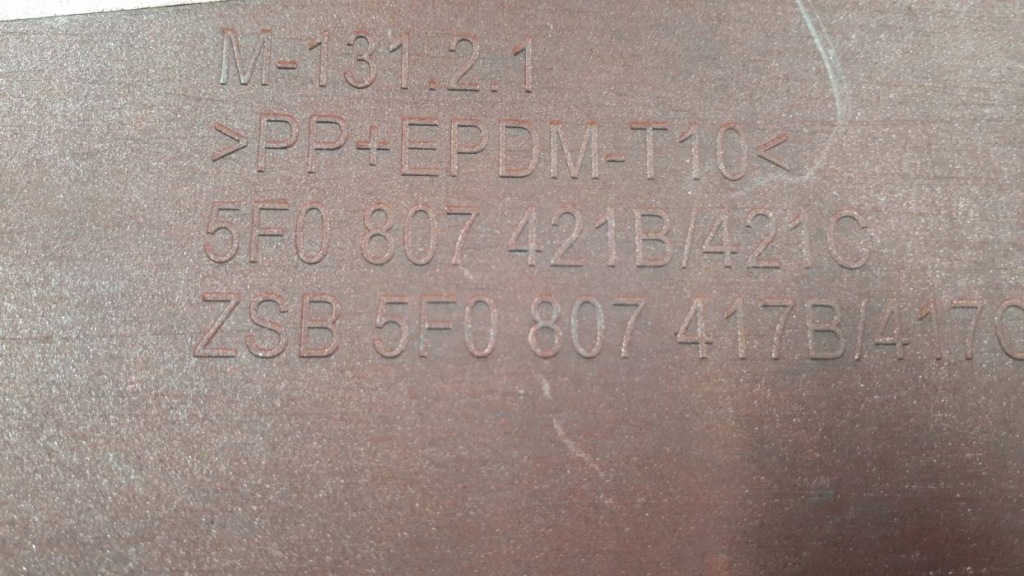 M-131.2.1
>PP+EPDM-T10<
5F0 807 421B/421C
ZSB 5F0 807 417B/417C